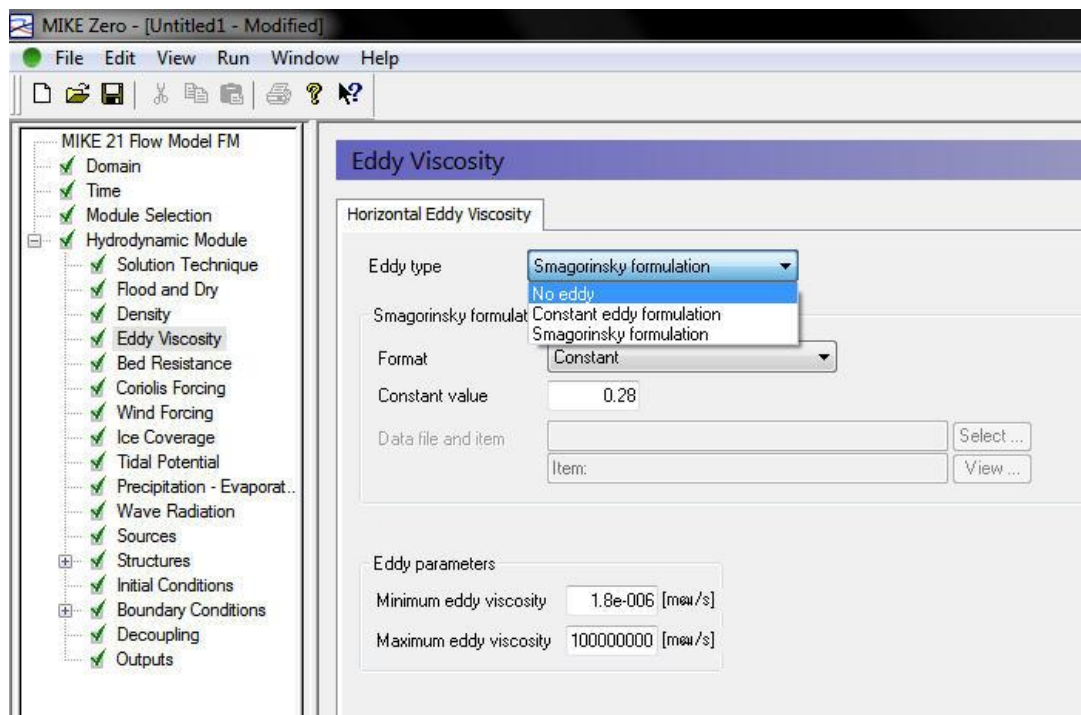 MIKE Zero - [Untitled1 - Modified]
File Edit View Run Window Help
MIKE 21 Flow Model FM
Domain
Time
Module Selection
Hydrodynamic Module
Solution Technique
Flood and Dry
Density
Eddy Viscosity
Bed Resistance
Coriolis Forcing
Wind Forcing
Ice Coverage
Tidal Potential
Precipitation - Evaporat..
Wave Radiation
Sources
Structures
Initial Conditions
Boundary Conditions
Decoupling
Outputs
Eddy Viscosity
Horizontal Eddy Viscosity
Eddy type Smagorinsky formulation
No eddy
Constant eddy formulation
Smagorinsky formulation
Smagorinsky formulat
Format Constant
Constant value 0.28
Data file and item Select ...
Item: View ...
Eddy parameters
Minimum eddy viscosity 1.8e-006
Maximum eddy viscosity 100000000